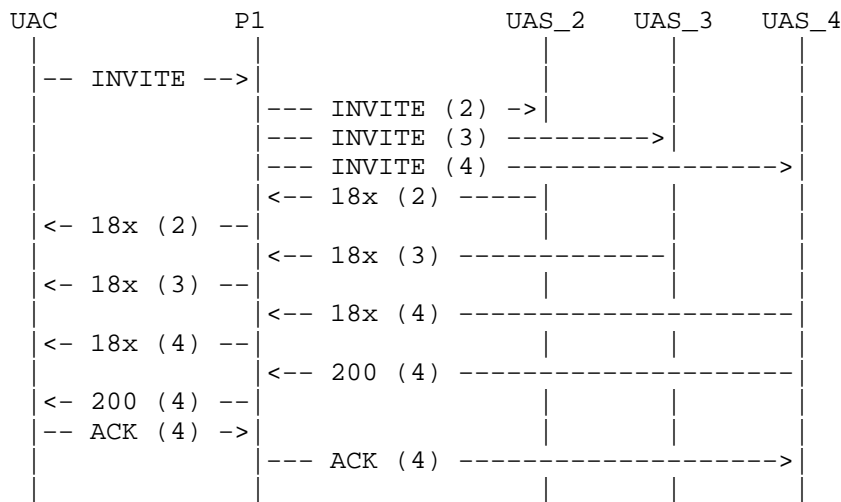 UAC P1 UAS_2 UAS_3 UAS_4
| | | | |
|-- INVITE -->| | | |
| |--- INVITE (2) ->| | |
| |--- INVITE (3) --------->| |
| |--- INVITE (4) ----------------->|
| |<-- 18x (2) -----| | |
|<- 18x (2) --| | | |
| |<-- 18x (3) -------------| |
|<- 18x (3) --| | | |
| |<-- 18x (4) ---------------------|
|<- 18x (4) --| | | |
| |<-- 200 (4) ---------------------|
|<- 200 (4) --| | | |
|-- ACK (4) ->| | | |
| |--- ACK (4) -------------------->|
| | | | |